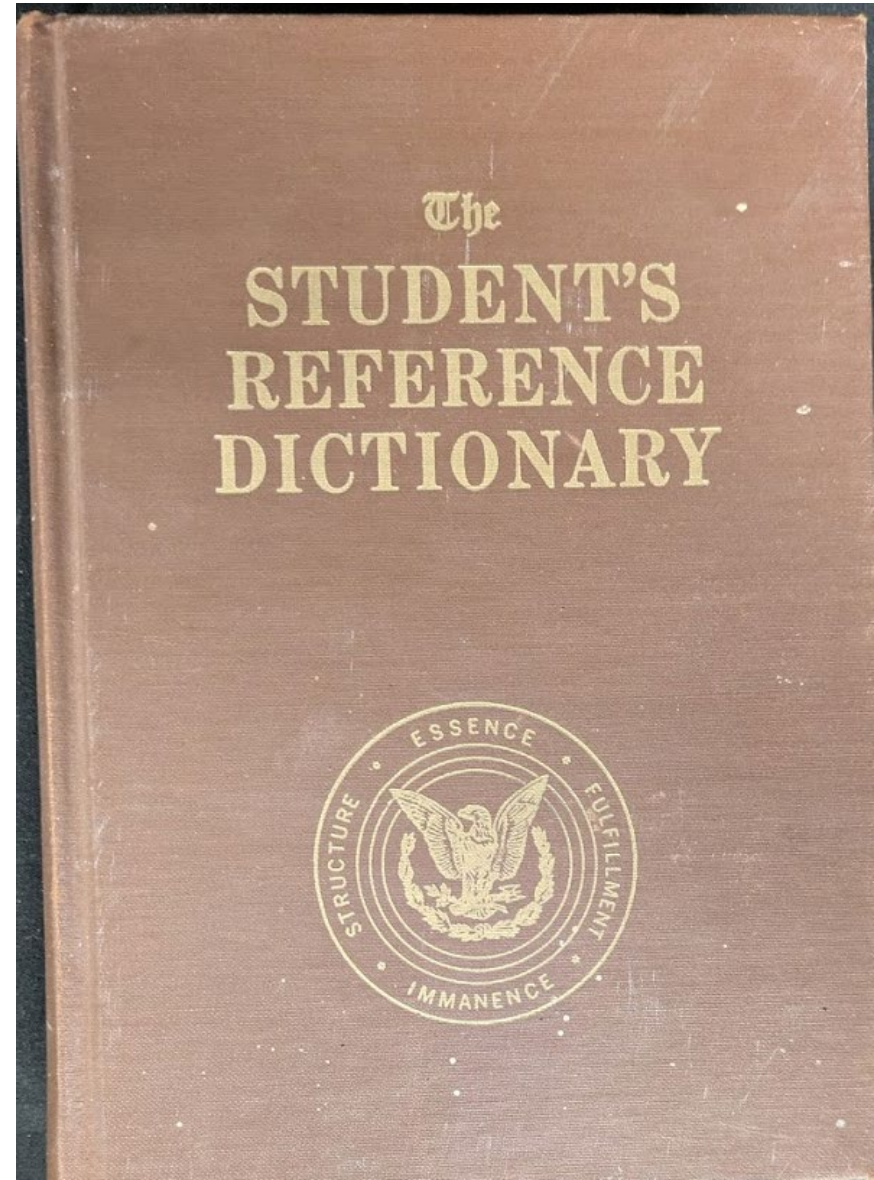 The
STUDENT'S
REFERENCE
DICTIONARY
ESSENCE
STRUCTURE
FULFILLMENT
IMMANENCE